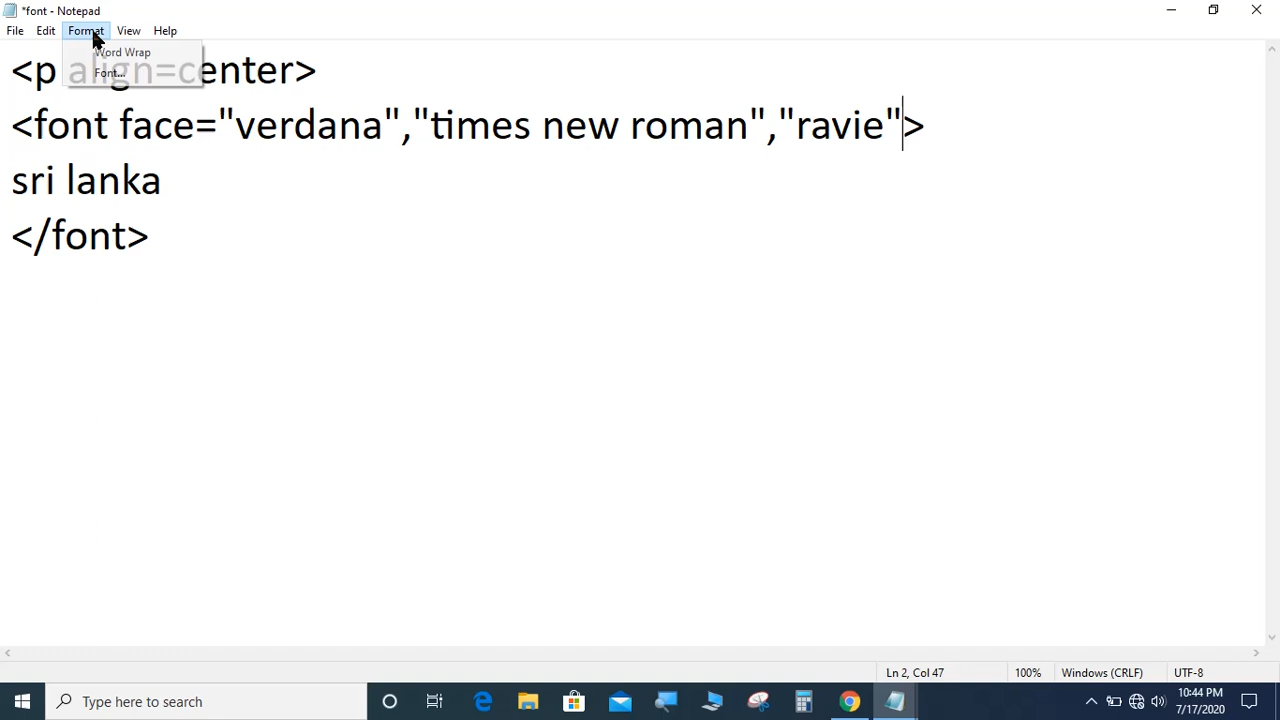 *font - Notepad
File Edit Format View Help
Word Wrap
Font...
<p align=center>
<font face="verdana","times new roman","ravie">
sri lanka
</font>
Ln 2, Col 47 100% Windows (CRLF) UTF-8
Type here to search
10:44 PM
7/17/2020